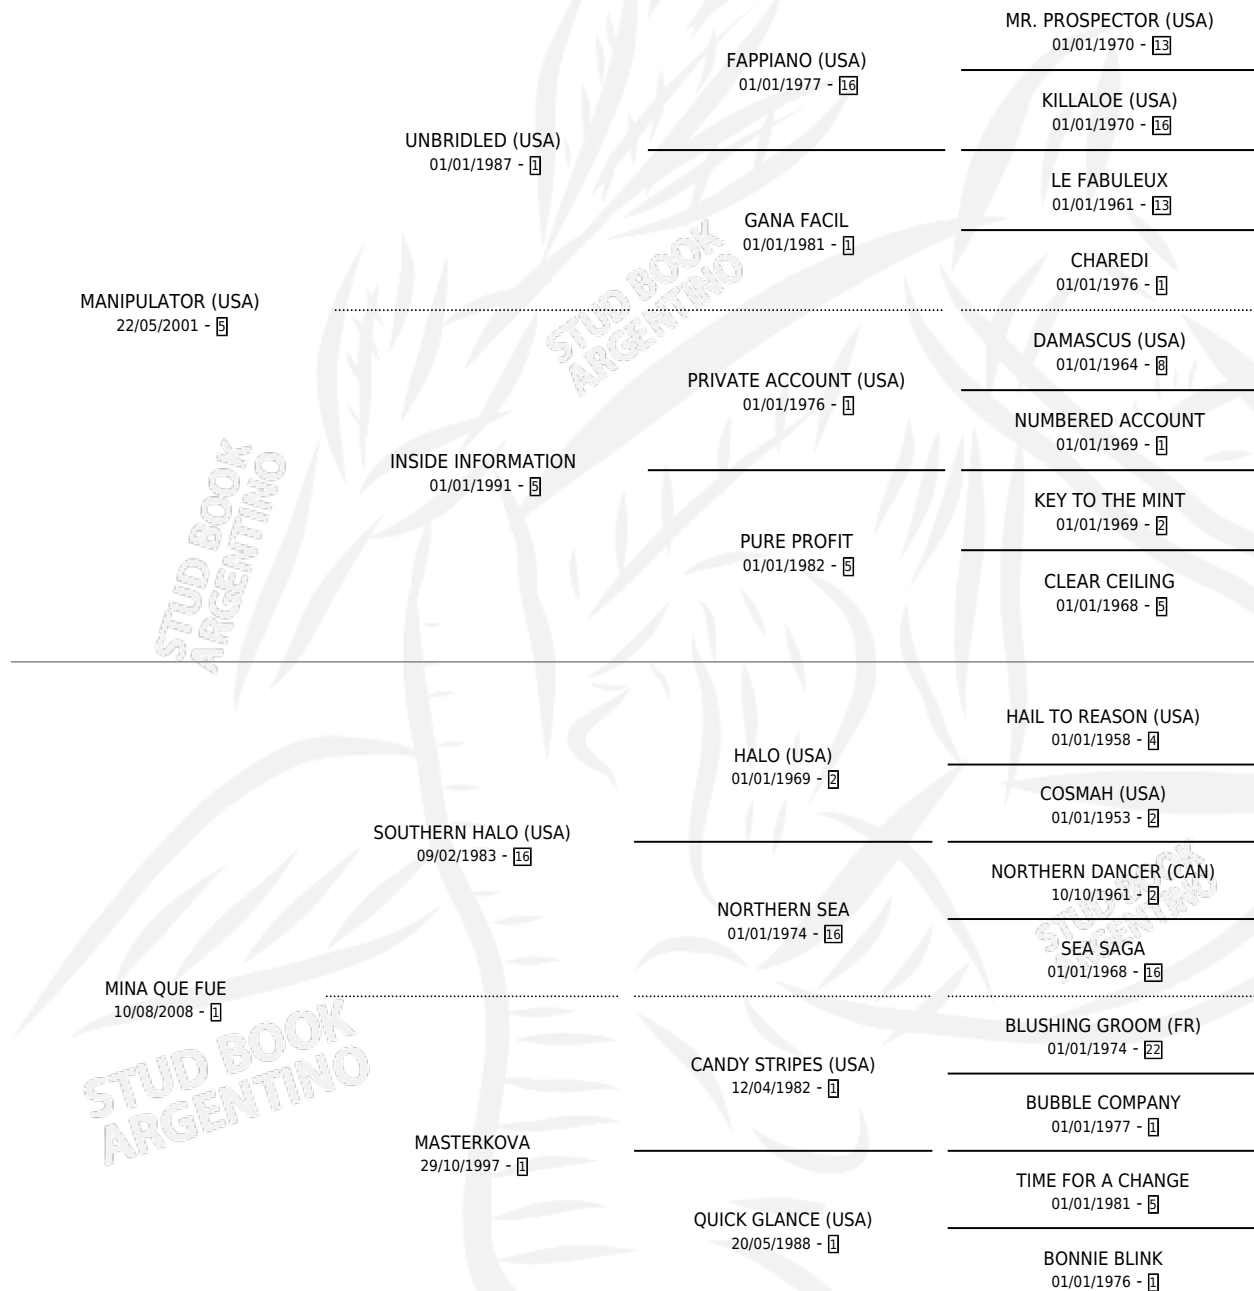 MR. PROSPECTOR (USA)
01/01/1970 - 13
FAPPIANO (USA)
01/01/1977 - 16
KILLALOE (USA)
01/01/1970 - 16
UNBRIDLED (USA)
01/01/1987 - 1
LE FABULEUX
01/01/1961 - 13
GANA FACIL
01/01/1981 - 1
CHAREDI
01/01/1976 - 1
MANIPULATOR (USA)
22/05/2001 - 5
DAMASCUS (USA)
01/01/1964 - 8
PRIVATE ACCOUNT (USA)
01/01/1976 - 1
NUMBERED ACCOUNT
01/01/1969 - 1
INSIDE INFORMATION
01/01/1991 - 5
KEY TO THE MINT
01/01/1969 - 2
PURE PROFIT
01/01/1982 - 5
CLEAR CEILING
01/01/1968 - 5
HAIL TO REASON (USA)
01/01/1958 - 4
HALO (USA)
01/01/1969 - 2
COSMAH (USA)
01/01/1953 - 2
SOUTHERN HALO (USA)
09/02/1983 - 16
NORTHERN DANCER (CAN)
10/10/1961 - 2
NORTHERN SEA
01/01/1974 - 16
SEA SAGA
01/01/1968 - 16
MINA QUE FUE
10/08/2008 - 1
BLUSHING GROOM (FR)
01/01/1974 - 22
CANDY STRIPES (USA)
12/04/1982 - 1
BUBBLE COMPANY
01/01/1977 - 1
MASTERKOVA
29/10/1997 - 1
TIME FOR A CHANGE
01/01/1981 - 5
QUICK GLANCE (USA)
20/05/1988 - 1
BONNIE BLINK
01/01/1976 - 1
STUD BOOK
ARGENTINO
STUD BOOK
ARGENTINO
STUD BOOK
ARGENTINO
STUD BOOK
ARGENTINO